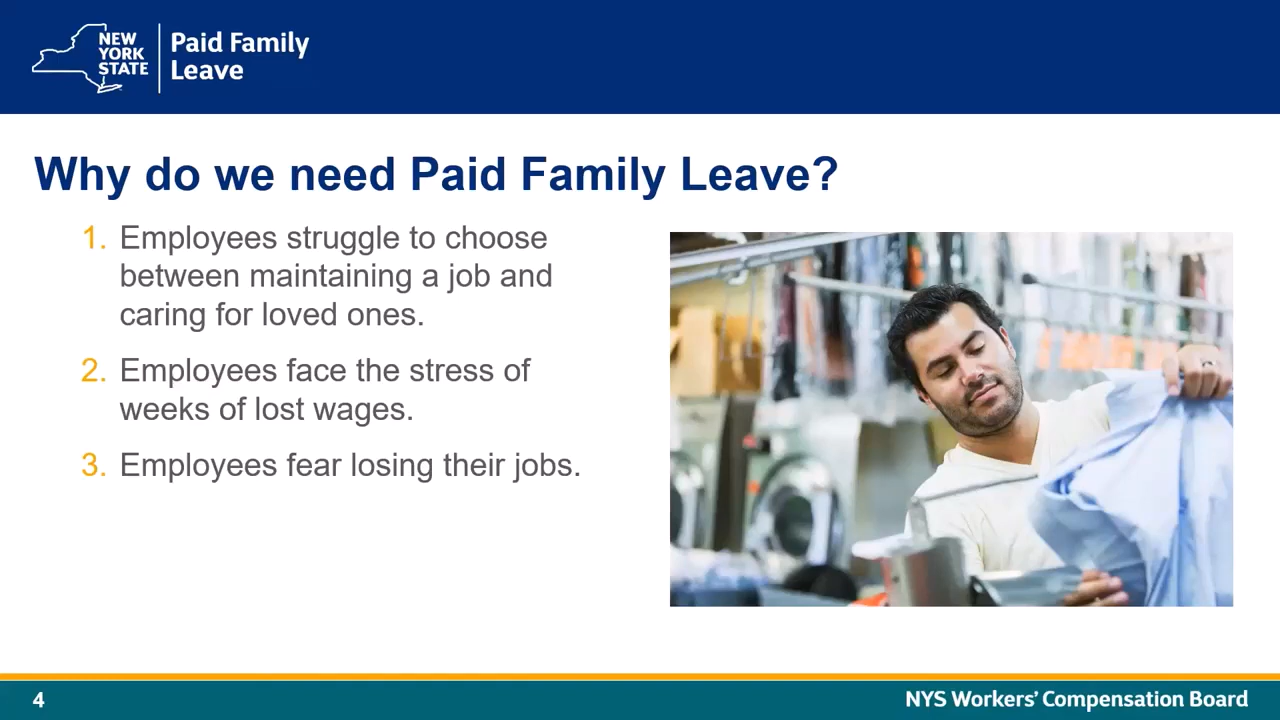 NEW
YORK
STATE
Paid Family
Leave
Why do we need Paid Family Leave?
1. Employees struggle to choose
between maintaining a job and
caring for loved ones.
2. Employees face the stress of
weeks of lost wages.
3. Employees fear losing their jobs.
4
NYS Workers’ Compensation Board